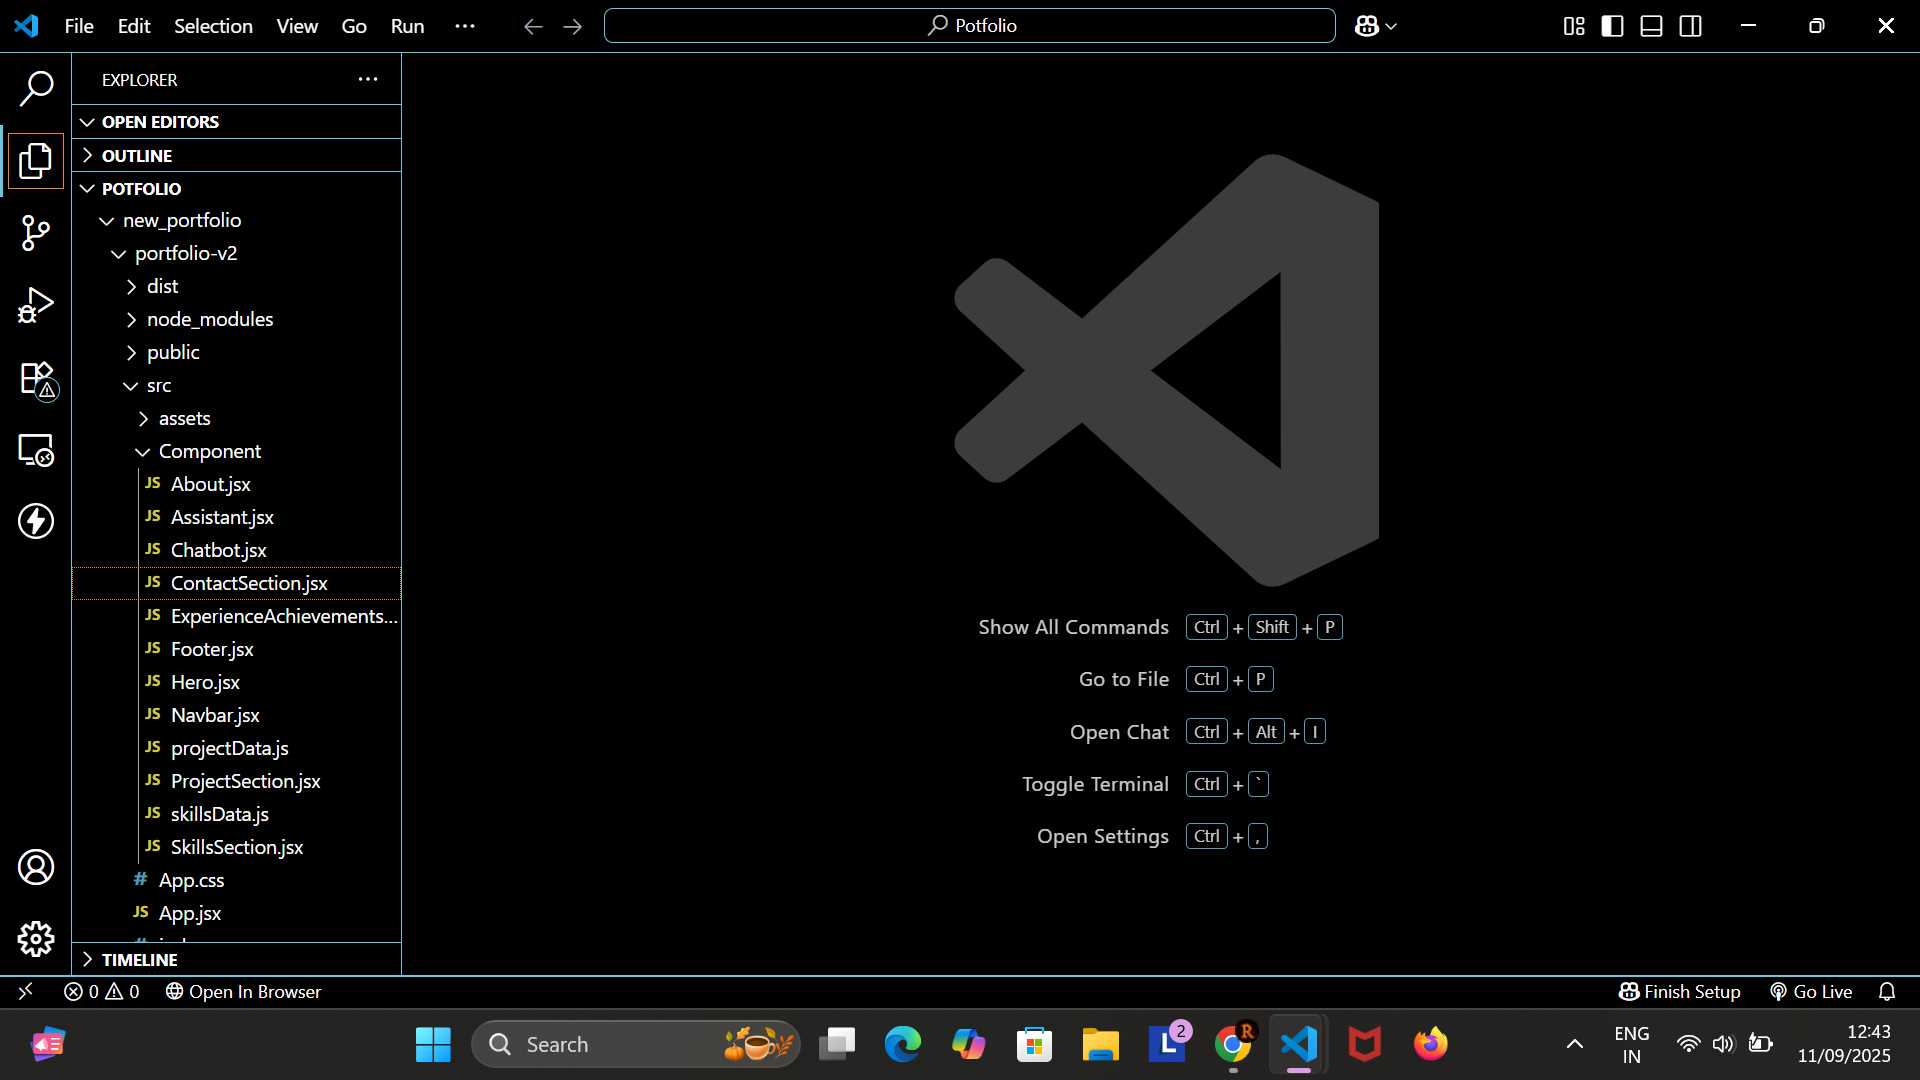 File Edit Selection View Go Run
Potfolio
EXPLORER
OPEN EDITORS
OUTLINE
POTFOLIO
new_portfolio
portfolio-v2
dist
node_modules
public
src
assets
Component
JS About.jsx
JS Assistant.jsx
JS Chatbot.jsx
JS ContactSection.jsx
JS ExperienceAchievements...
JS Footer.jsx
JS Hero.jsx
JS Navbar.jsx
JS projectData.js
JS ProjectSection.jsx
JS skillsData.js
JS SkillsSection.jsx
# App.css
JS App.jsx
TIMELINE
Show All Commands Ctrl + Shift + P
Go to File Ctrl + P
Open Chat Ctrl + Alt + I
Toggle Terminal Ctrl + `
Open Settings Ctrl + ,
0 0 Open In Browser
Finish Setup Go Live
Search
L 2
R
ENG
IN
12:43
11/09/2025